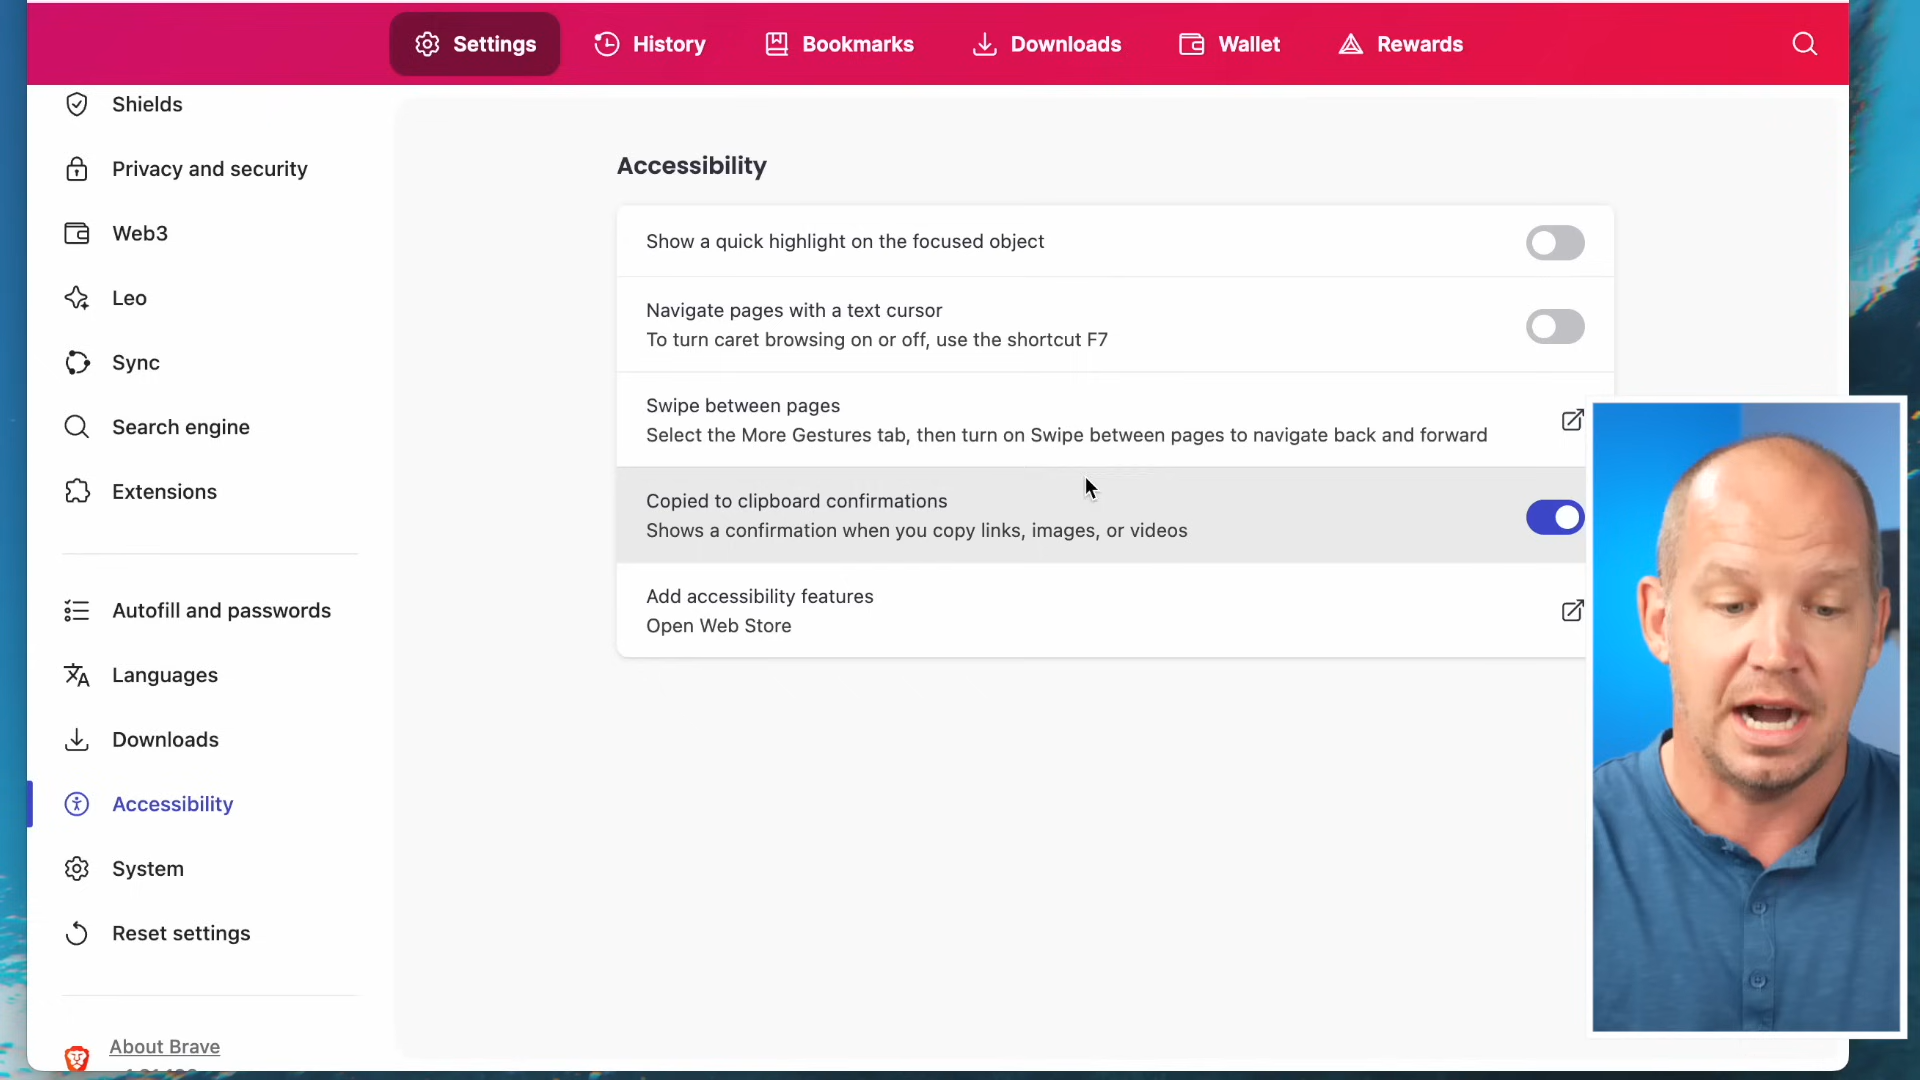 Settings
History
Bookmarks
Downloads
Wallet
Rewards
Shields
Privacy and security
Web3
Leo
Sync
Search engine
Extensions
Autofill and passwords
Languages
Downloads
Accessibility
System
Reset settings
About Brave
Accessibility
Show a quick highlight on the focused object
Navigate pages with a text cursor
To turn caret browsing on or off, use the shortcut F7
Swipe between pages
Select the More Gestures tab, then turn on Swipe between pages to navigate back and forward
Copied to clipboard confirmations
Shows a confirmation when you copy links, images, or videos
Add accessibility features
Open Web Store